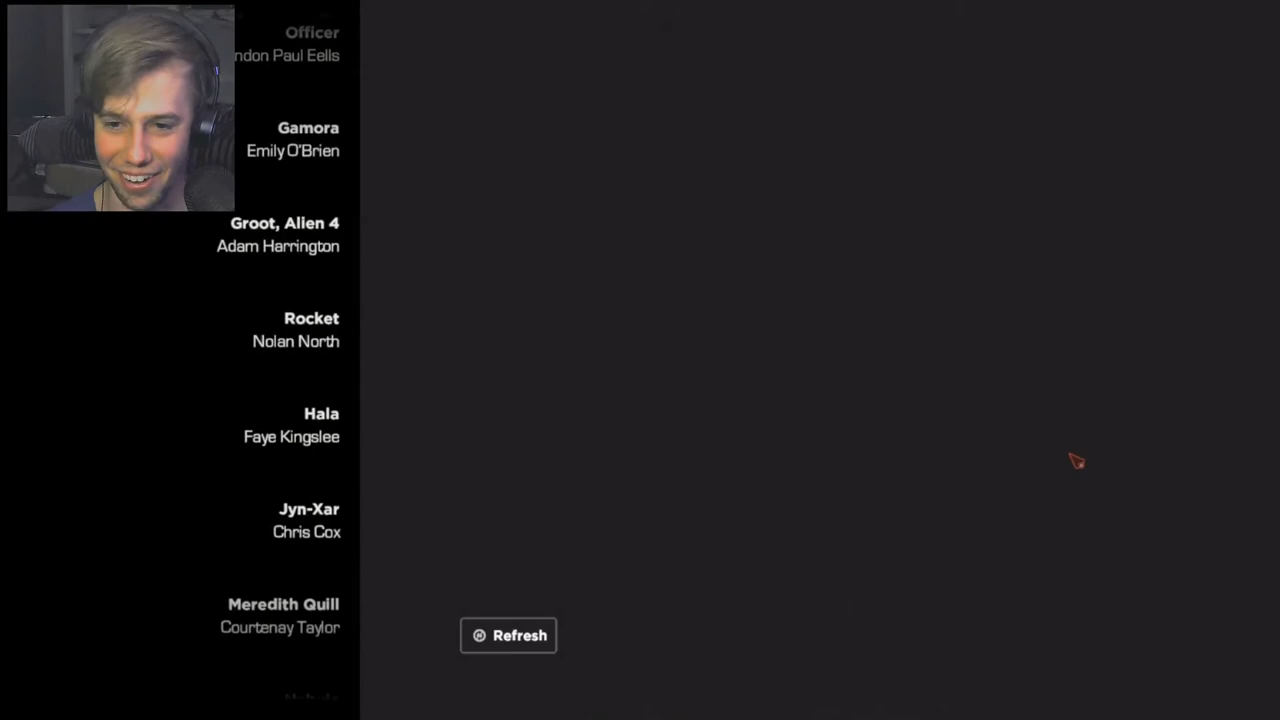 Officer
ndon Paul Eells
Gamora
Emily O'Brien
Groot, Alien 4
Adam Harrington
Rocket
Nolan North
Hala
Faye Kingslee
Jyn-Xar
Chris Cox
Meredith Quill
Courtenay Taylor
Refresh